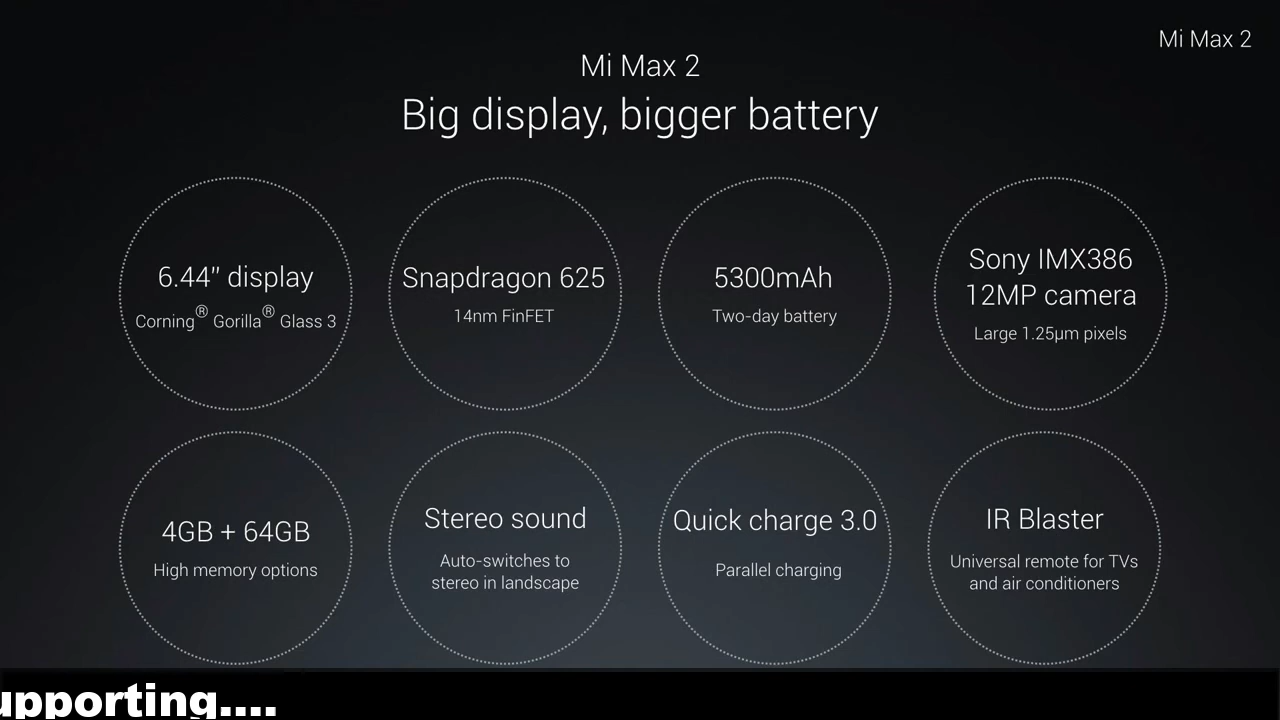 Mi Max 2
Mi Max 2
Big display, bigger battery
6.44" display
Corning® Gorilla® Glass 3
Snapdragon 625
14nm FinFET
5300mAh
Two-day battery
Sony IMX386
12MP camera
Large 1.25µm pixels
4GB + 64GB
High memory options
Stereo sound
Auto-switches to
stereo in landscape
Quick charge 3.0
Parallel charging
IR Blaster
Universal remote for TVs
and air conditioners
upporting....